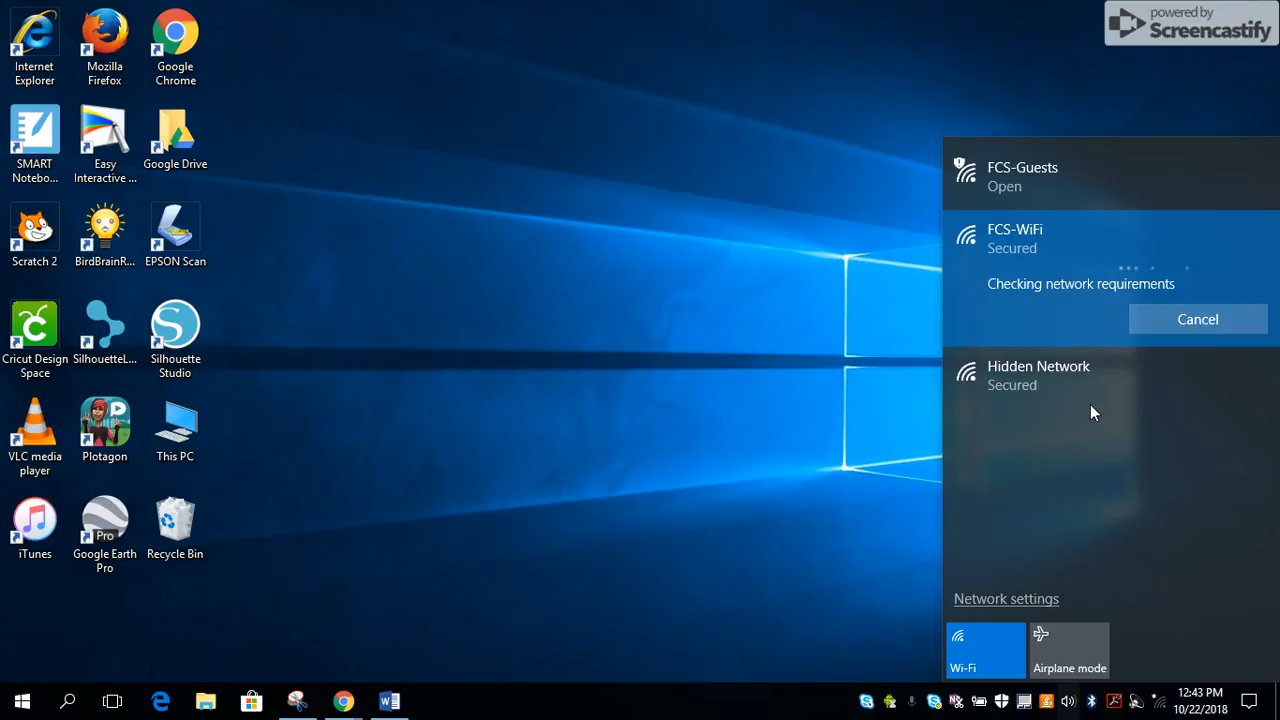 powered by
Screencastify
Internet
Explorer
Mozilla
Firefox
Google
Chrome
SMART
Notebo...
Easy
Interactive ...
Google Drive
Scratch 2
BirdBrainR...
EPSON Scan
Cricut Design
Space
SilhouetteL...
Silhouette
Studio
VLC media
player
Plotagon
This PC
iTunes
Pro
Google Earth
Pro
Recycle Bin
FCS-Guests
Open
FCS-WiFi
Secured
Checking network requirements
Cancel
Hidden Network
Secured
Network settings
Wi-Fi
Airplane mode
12:43 PM
10/22/2018